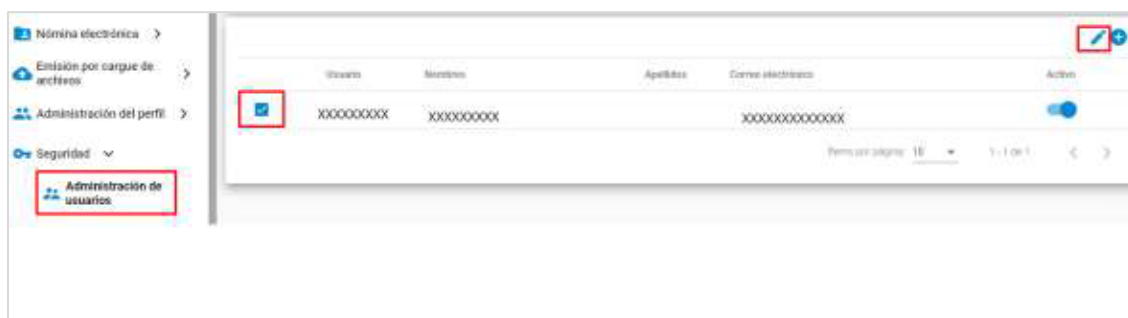 Nómina electrónica
Emisión por cargue de
archivos
Administración del perfil
Seguridad
Administración de
usuarios
Usuario Nombres Apellidos Correo electrónico Activo
XXXXXXXXX XXXXXXXXX XXXXXXXXXXXXX
Items por página: 10 1 - 1 de 1